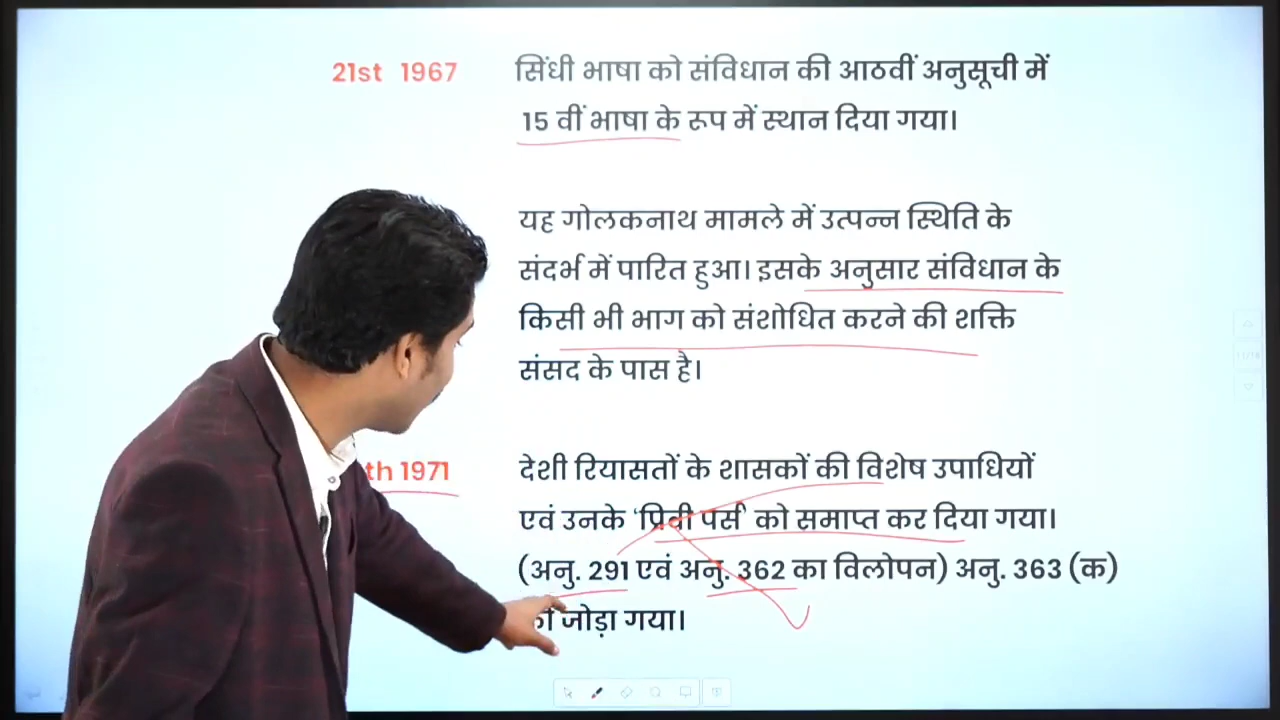 21st 1967 सिंधी भाषा को संविधान की आठवीं अनुसूची में
15 वीं भाषा के रूप में स्थान दिया गया।
यह गोलकनाथ मामले में उत्पन्न स्थिति के
संदर्भ में पारित हुआ। इसके अनुसार संविधान के
किसी भी भाग को संशोधित करने की शक्ति
संसद के पास है।
th 1971 देशी रियासतों के शासकों की विशेष उपाधियों
एवं उनके ‘प्रिवी पर्स’ को समाप्त कर दिया गया।
(अनु. 291 एवं अनु. 362 का विलोपन) अनु. 363 (क)
जोड़ा गया।